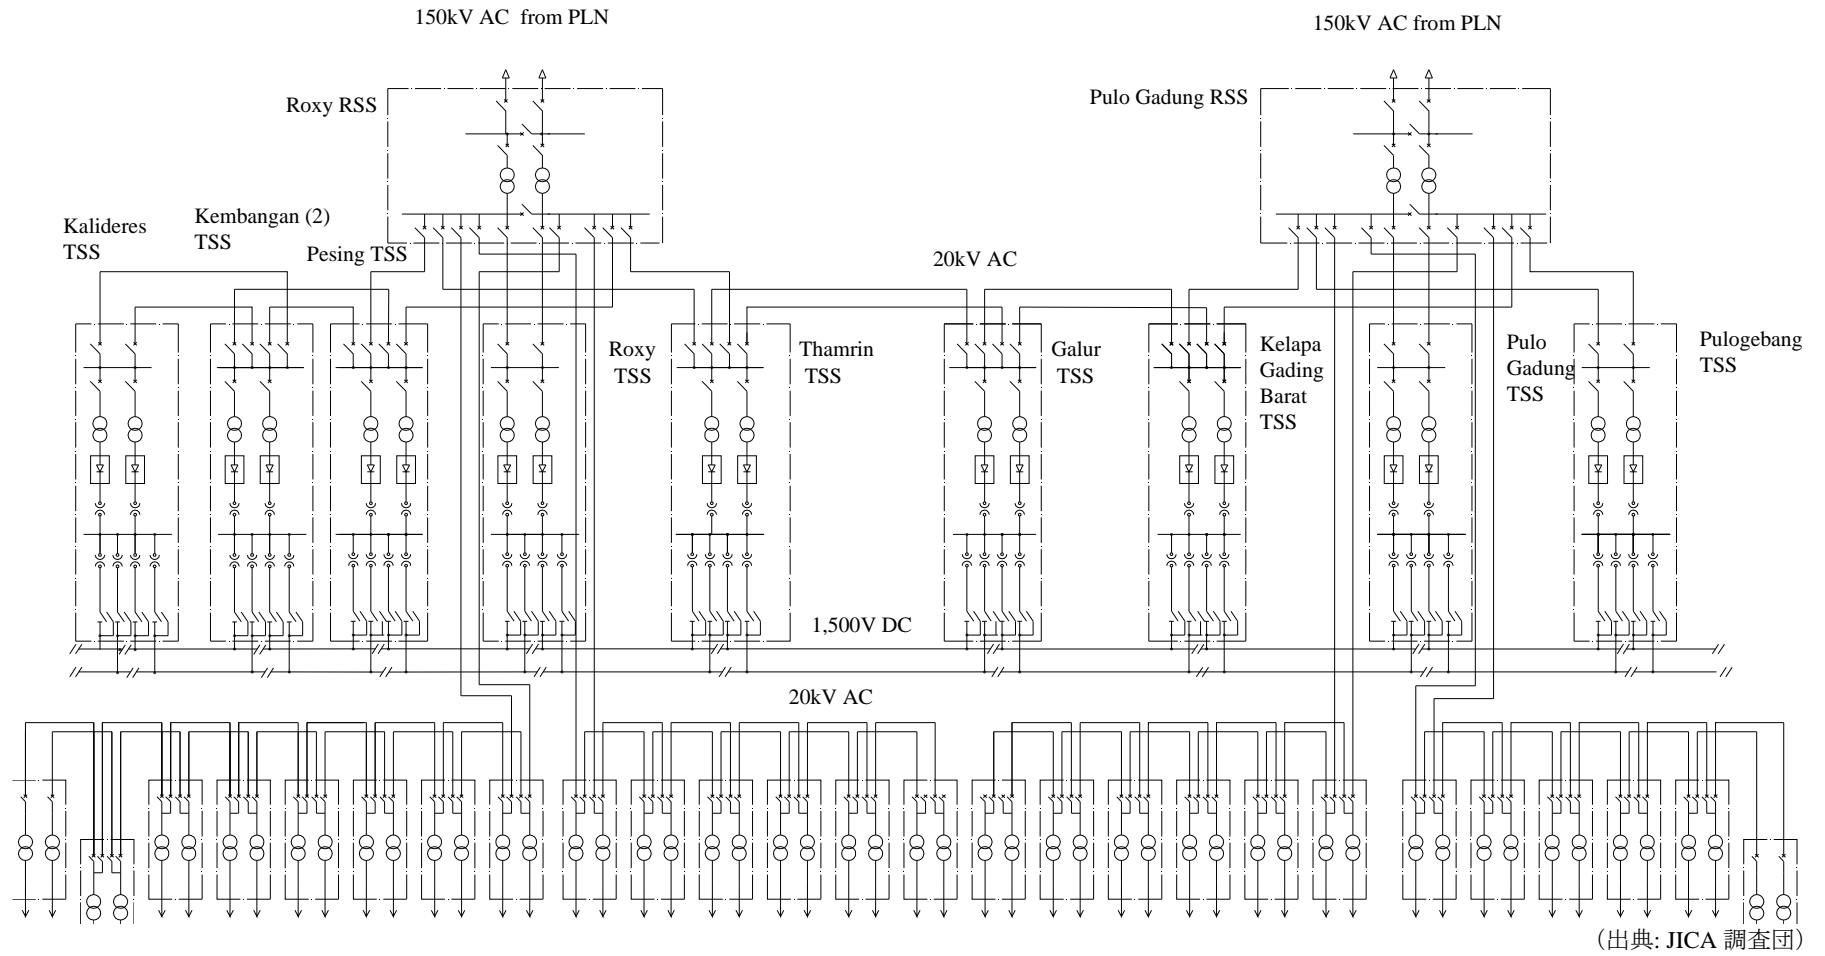 150kV AC from PLN
150kV AC from PLN
Roxy RSS
Pulo Gadung RSS
Kalideres
TSS
Kembangan (2)
TSS
Pesing TSS
20kV AC
Roxy
TSS
Thamrin
TSS
Galur
TSS
Kelapa
Gading
Barat
TSS
Pulo
Gadung
TSS
Pulogebang
TSS
1,500V DC
20kV AC
（出典: JICA 調査団）